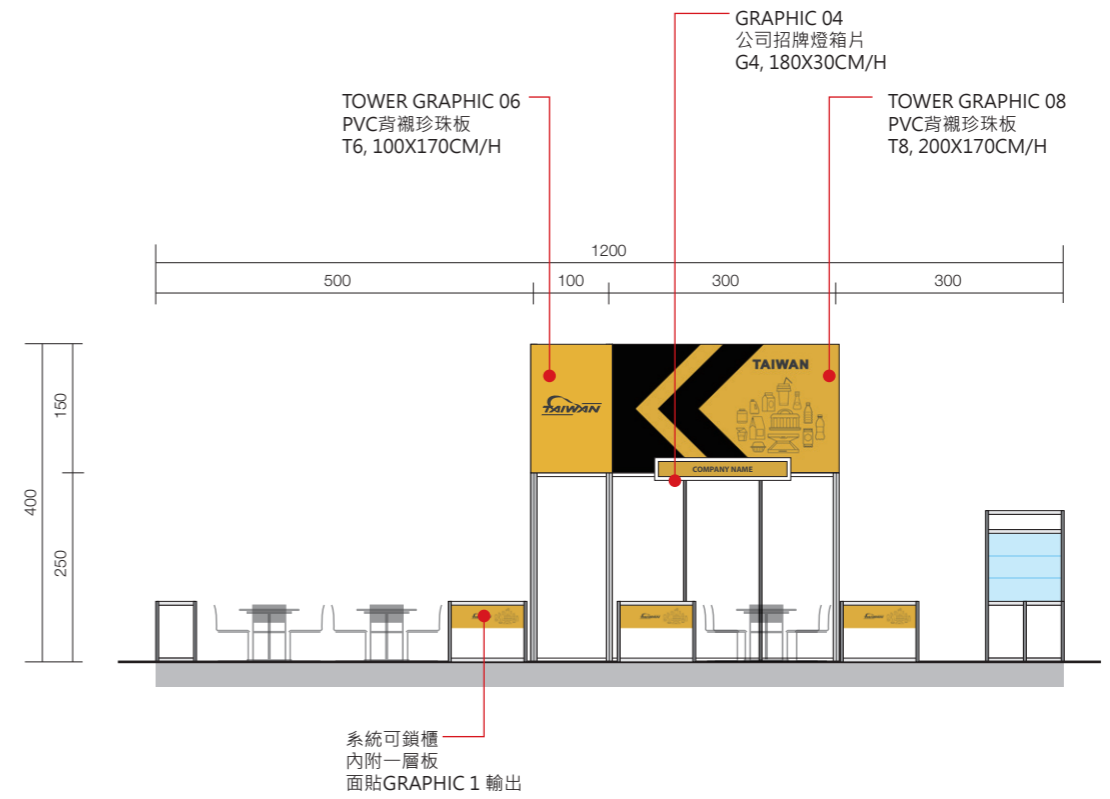 GRAPHIC 04
公司招牌燈箱片
G4, 180X30CM/H
TOWER GRAPHIC 06
PVC背襯珍珠板
T6, 100X170CM/H
TOWER GRAPHIC 08
PVC背襯珍珠板
T8, 200X170CM/H
1200
500
100
300
300
400
150
250
TAIWAN
TAIWAN
COMPANY NAME
TAIWAN
TAIWAN
TAIWAN
系統可鎖櫃
內附一層板
面貼GRAPHIC 1 輸出